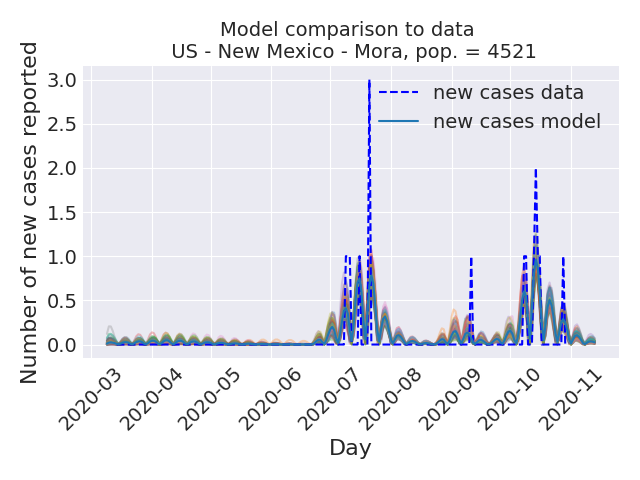 Model comparison to data
US - New Mexico - Mora, pop. = 4521
Number of new cases reported
3.0
2.5
2.0
1.5
1.0
0.5
0.0
new cases data
new cases model
2020-03
2020-04
2020-05
2020-06
2020-07
2020-08
2020-09
2020-10
2020-11
Day